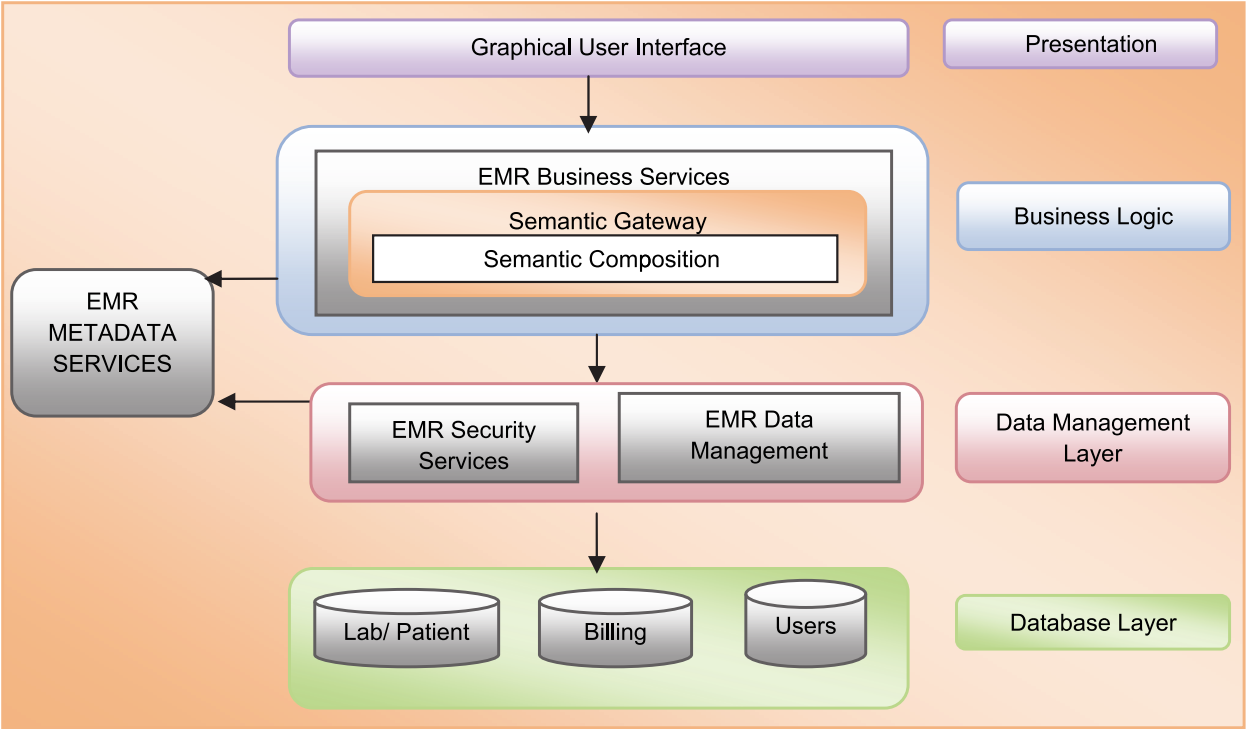 Graphical User Interface
Presentation
EMR Business Services
Semantic Gateway
Semantic Composition
Business Logic
EMR
METADATA
SERVICES
EMR Security
Services
EMR Data
Management
Data Management
Layer
Lab/ Patient
Billing
Users
Database Layer